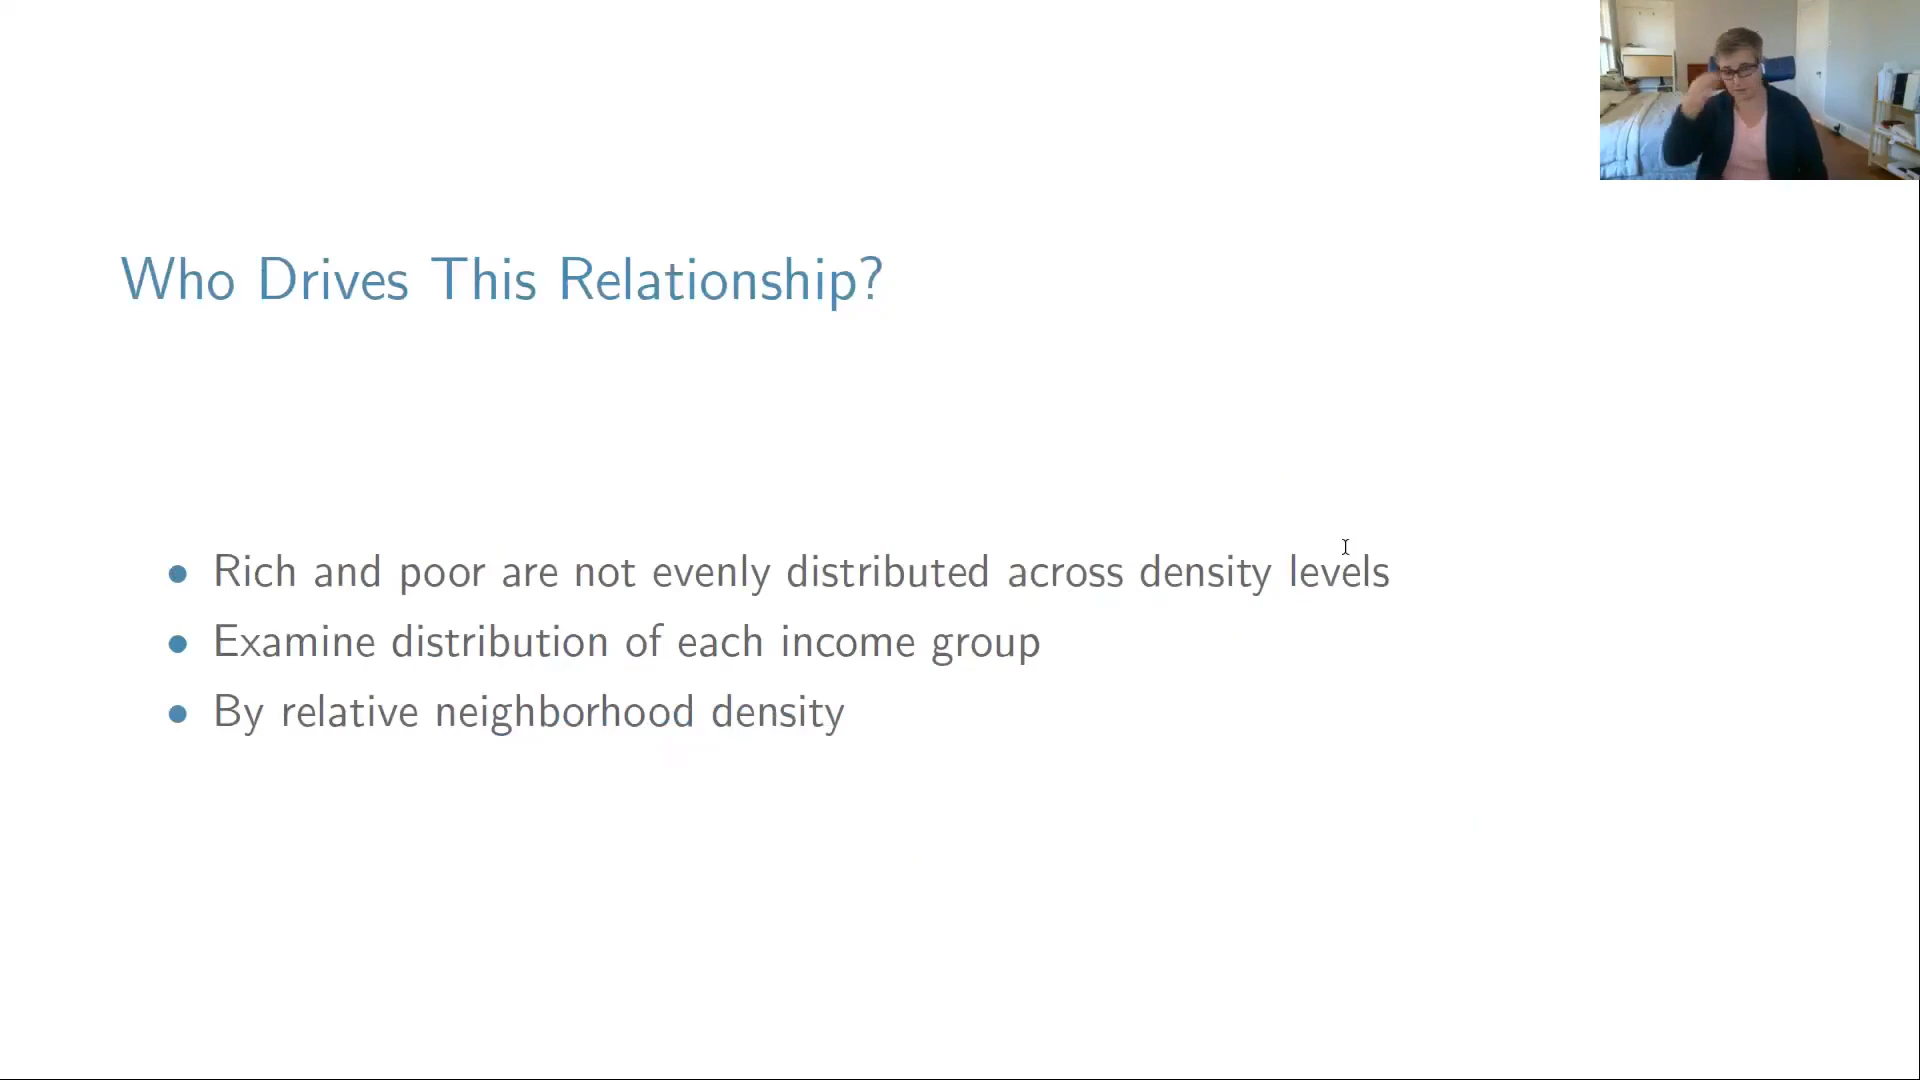 Who Drives This Relationship?
Rich and poor are not evenly distributed across density levels
Examine distribution of each income group
By relative neighborhood density